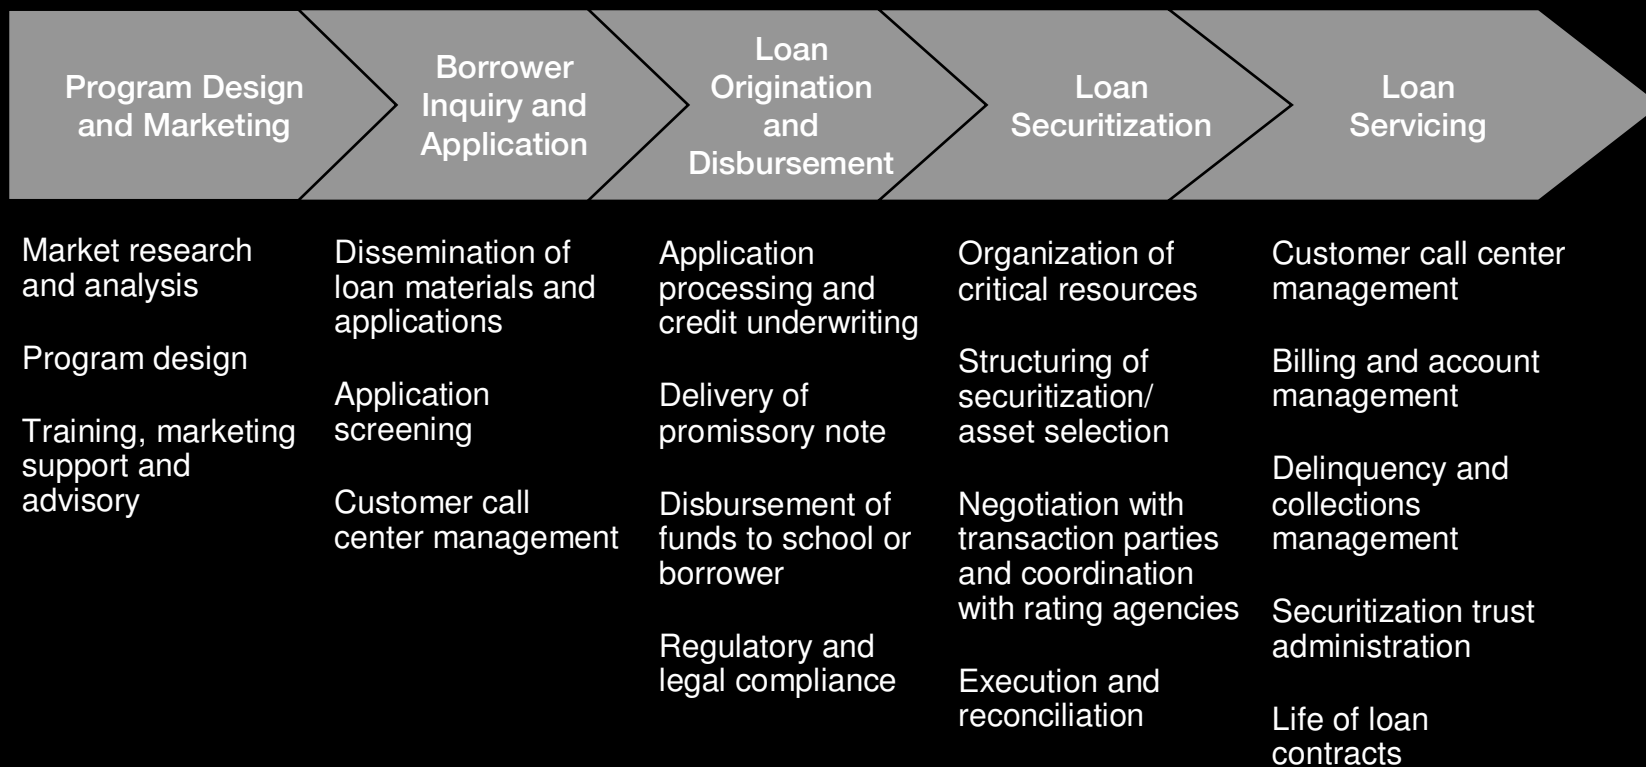 Program Design
and Marketing
Borrower
Inquiry and
Application
Loan
Origination
and
Disbursement
Loan
Securitization
Loan
Servicing
Market research
and analysis
Program design
Training, marketing
support and
advisory
Dissemination of
loan materials and
applications
Application
screening
Customer call
center management
Application
processing and
credit underwriting
Delivery of
promissory note
Disbursement of
funds to school or
borrower
Regulatory and
legal compliance
Organization of
critical resources
Structuring of
securitization/
asset selection
Negotiation with
transaction parties
and coordination
with rating agencies
Execution and
reconciliation
Customer call center
management
Billing and account
management
Delinquency and
collections
management
Securitization trust
administration
Life of loan
contracts